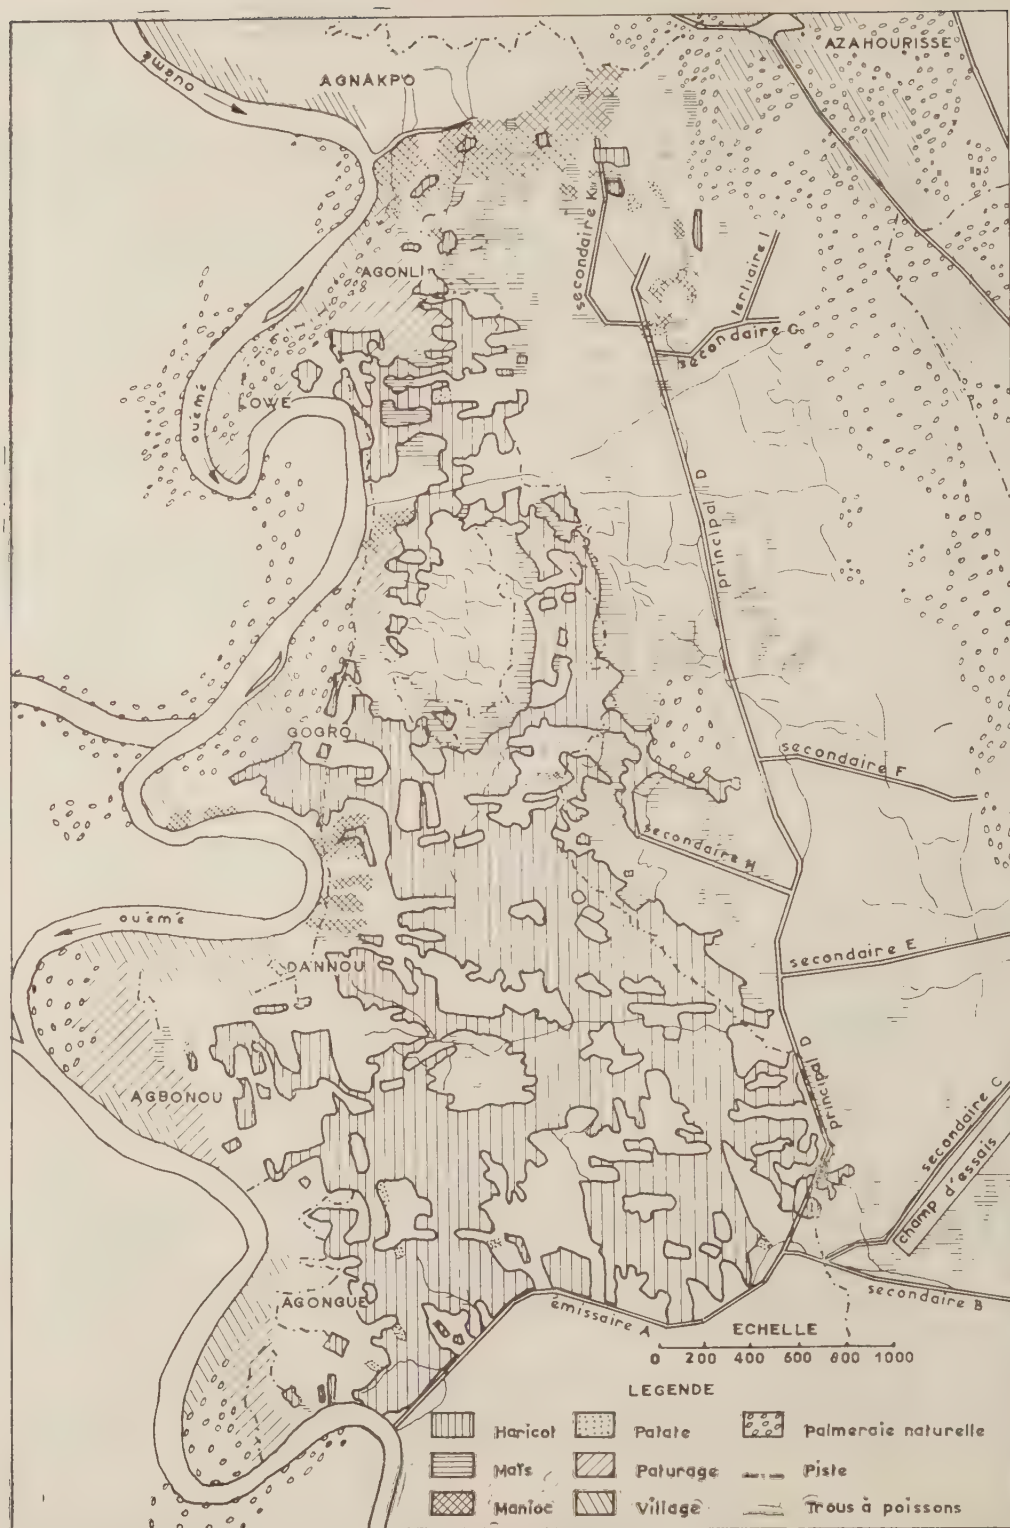 AZAHOURISSE
OUEMÉ
AGNAKPO
secondaire K
tertiaire I
AGONLI
secondaire G
TOWE
ouémé
principal D
GOGRO
secondaire F
secondaire H
ouémé
secondaire E
DANNOU
principal D
AGBONOU
secondaire C
champ d'essais
AGONGUE
émissaire A
secondaire B
ECHELLE
0 200 400 600 800 1000
LEGENDE
Haricot Patate Palmeraie naturelle
Maïs Paturage Piste
Manioc Village Trous à poissons